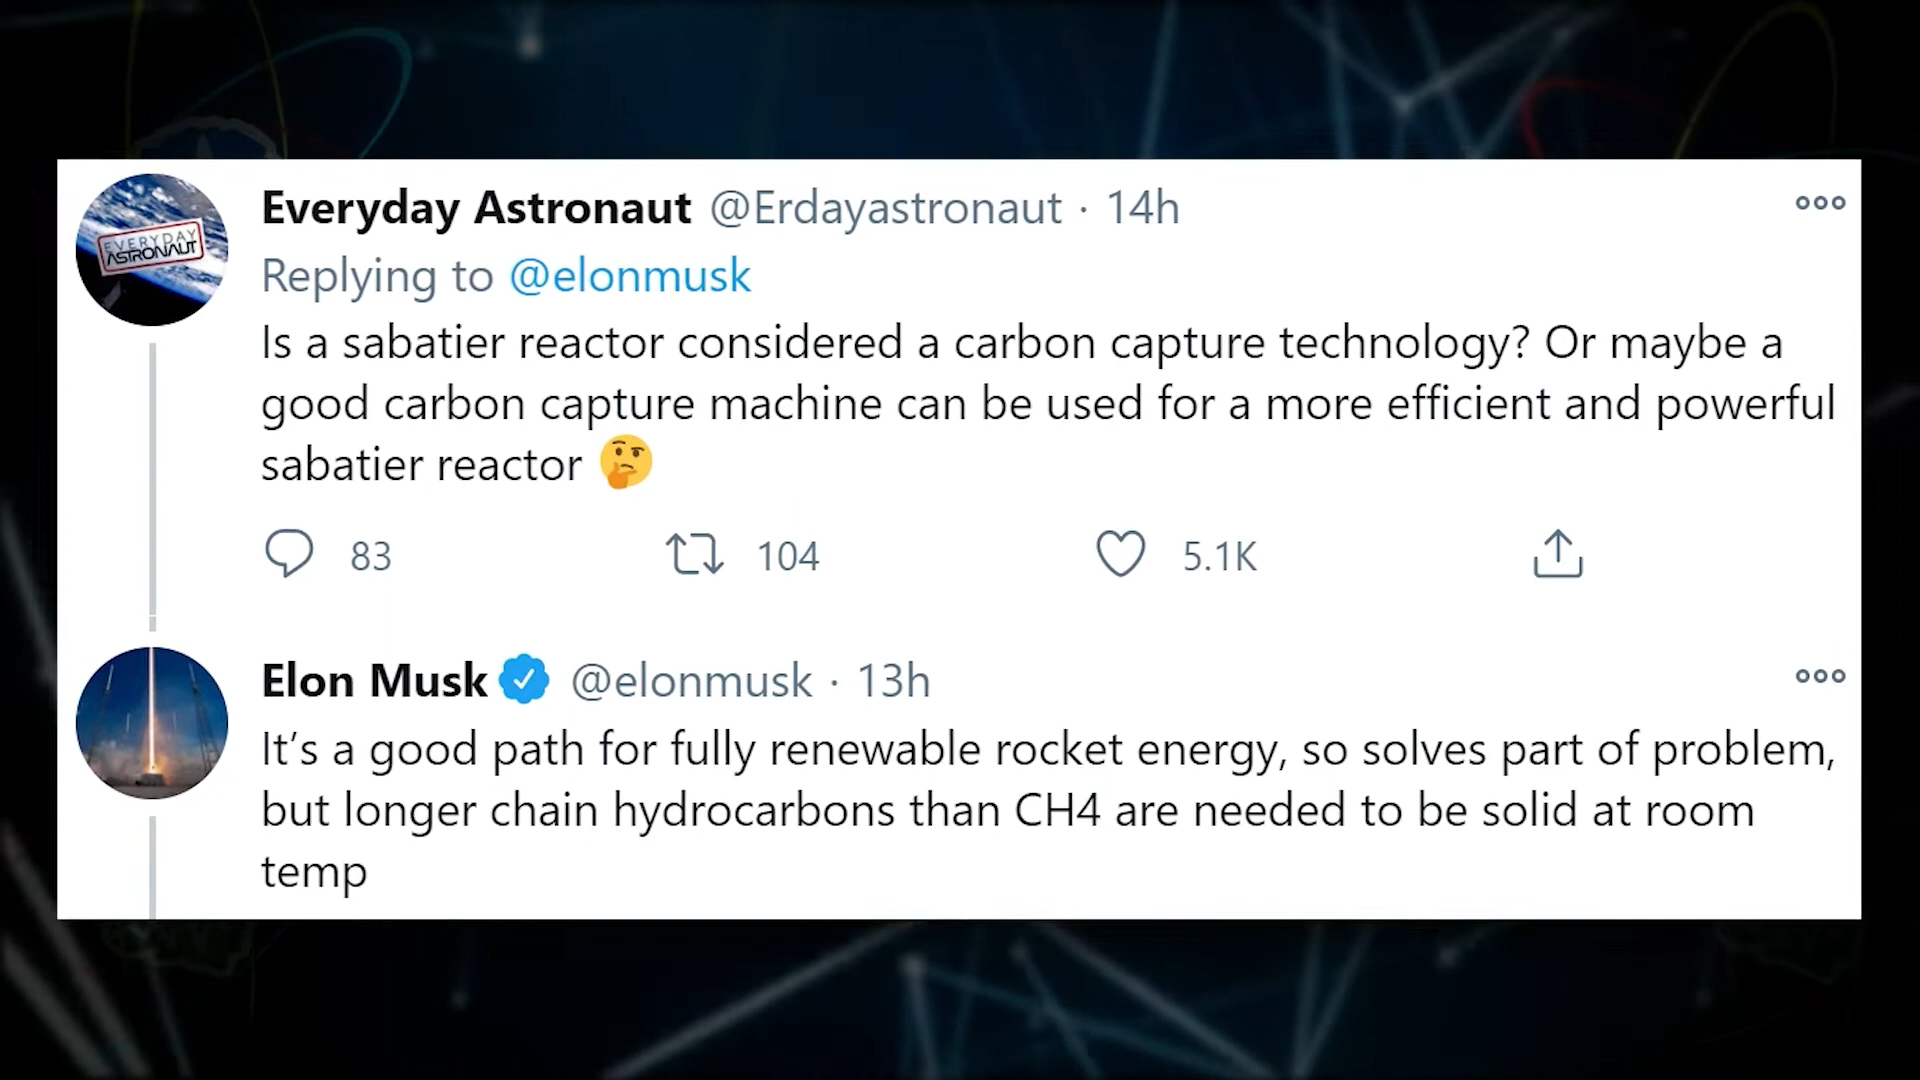 EVERYDAY
ASTRONAUT
Everyday Astronaut @Erdayastronaut · 14h
Replying to @elonmusk
Is a sabatier reactor considered a carbon capture technology? Or maybe a
good carbon capture machine can be used for a more efficient and powerful
sabatier reactor 🤔
83 104 5.1K
Elon Musk @elonmusk · 13h
It’s a good path for fully renewable rocket energy, so solves part of problem,
but longer chain hydrocarbons than CH4 are needed to be solid at room
temp